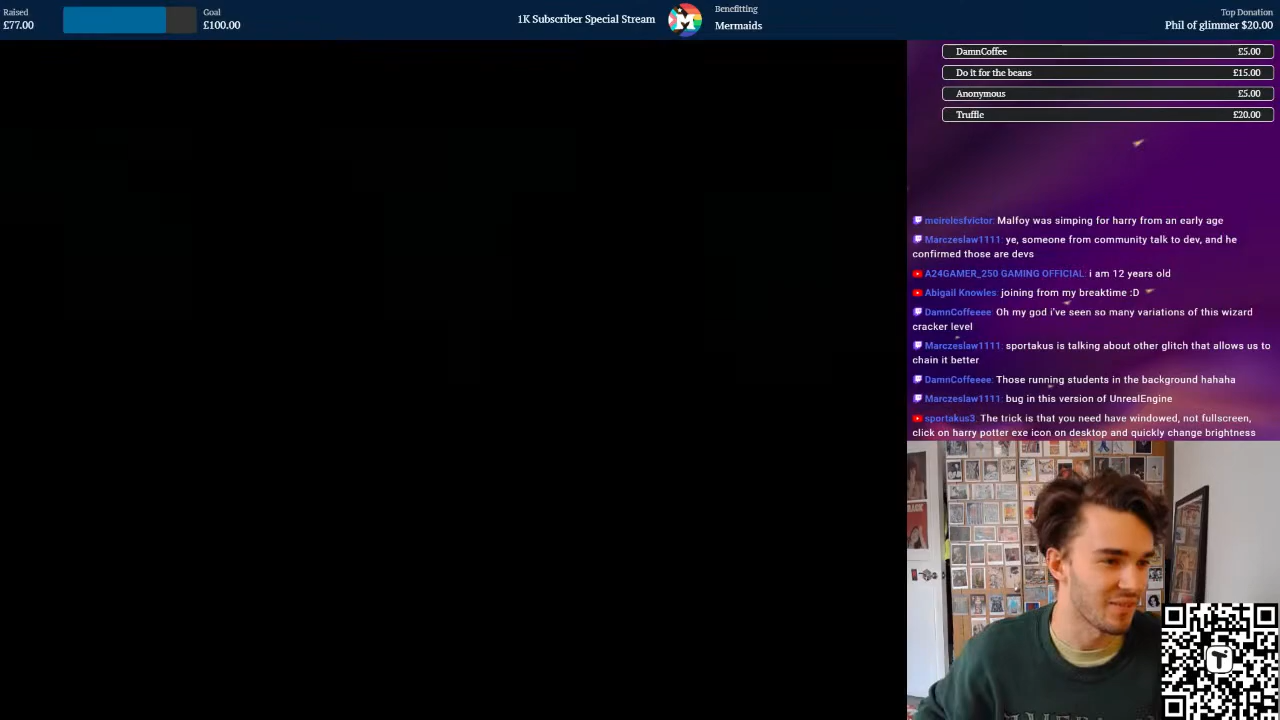 Raised
£77.00
Goal
£100.00
1K Subscriber Special Stream
Benefitting
Mermaids
Top Donation
Phil of glimmer $20.00
DamnCoffee £5.00
Do it for the beans £15.00
Anonymous £5.00
Truffle £20.00
meirelesfvictor: Malfoy was simping for harry from an early age
Marczeslaw1111: ye, someone from community talk to dev, and he
confirmed those are devs
A24GAMER_250 GAMING OFFICIAL: i am 12 years old
Abigail Knowles: joining from my breaktime :D
DamnCoffeeee: Oh my god i've seen so many variations of this wizard
cracker level
Marczeslaw1111: sportakus is talking about other glitch that allows us to
chain it better
DamnCoffeeee: Those running students in the background hahaha
Marczeslaw1111: bug in this version of UnrealEngine
sportakus3: The trick is that you need have windowed, not fullscreen,
click on harry potter exe icon on desktop and quickly change brightness